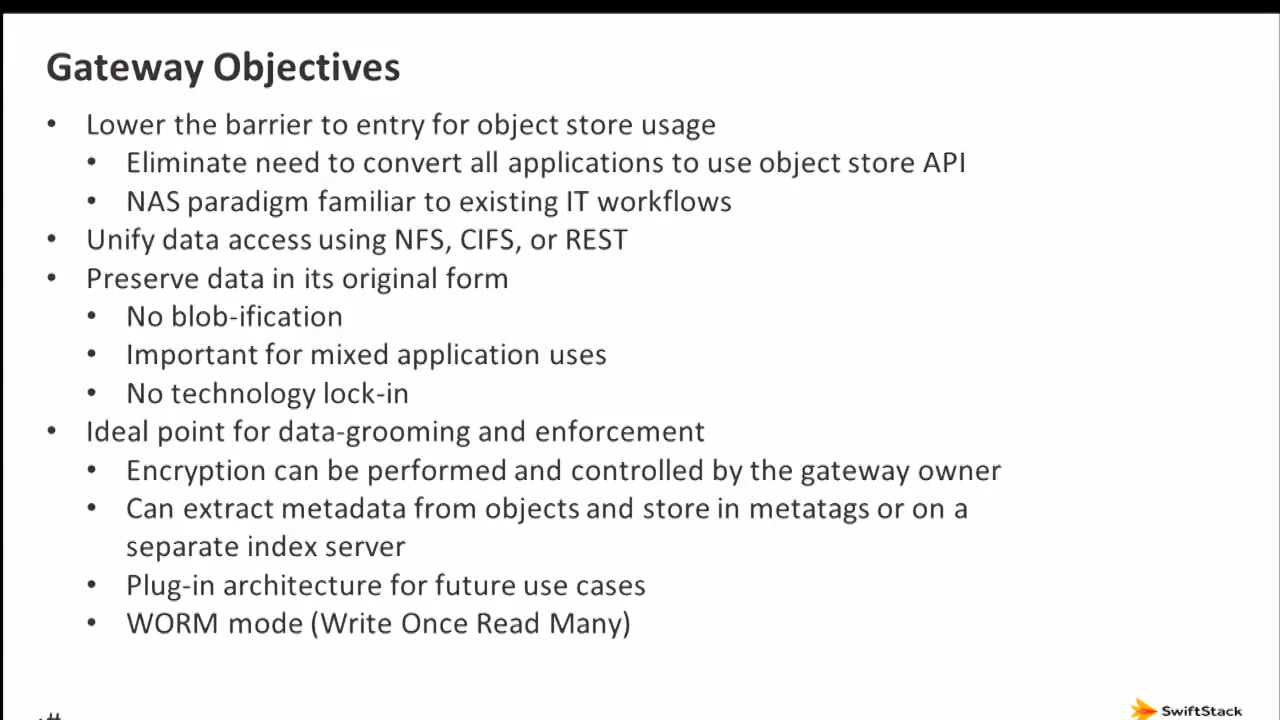 Gateway Objectives
• Lower the barrier to entry for object store usage
• Eliminate need to convert all applications to use object store API
• NAS paradigm familiar to existing IT workflows
• Unify data access using NFS, CIFS, or REST
• Preserve data in its original form
• No blob-ification
• Important for mixed application uses
• No technology lock-in
• Ideal point for data-grooming and enforcement
• Encryption can be performed and controlled by the gateway owner
• Can extract metadata from objects and store in metatags or on a
separate index server
• Plug-in architecture for future use cases
• WORM mode (Write Once Read Many)
SwiftStack